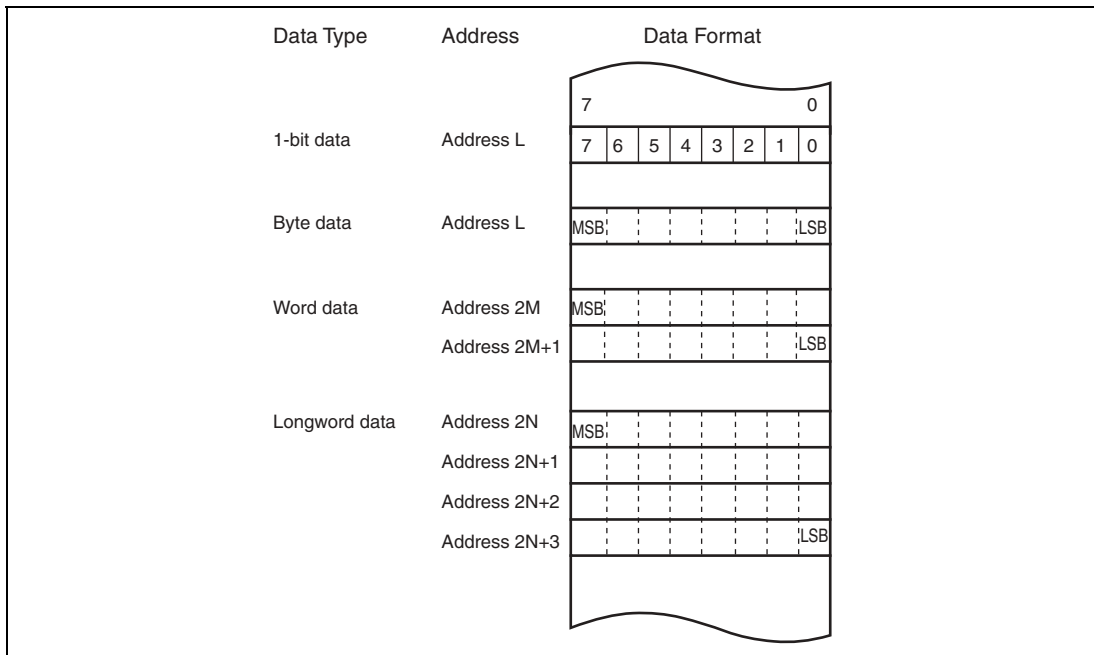 Data Type Address Data Format
7 0
1-bit data Address L 7 6 5 4 3 2 1 0
Byte data Address L MSB LSB
Word data Address 2M MSB
Address 2M+1 LSB
Longword data Address 2N MSB
Address 2N+1
Address 2N+2
Address 2N+3 LSB